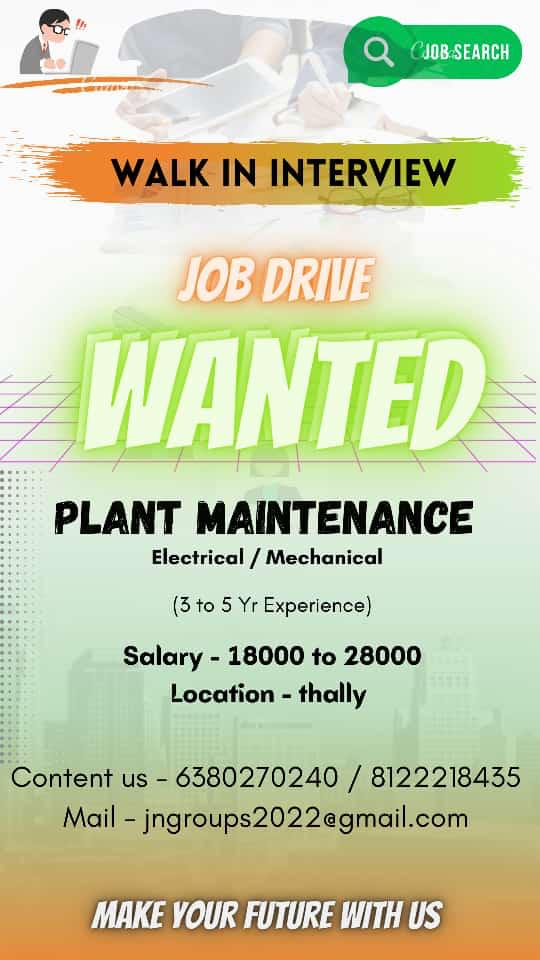 JOB SEARCH
WALK IN INTERVIEW
JOB DRIVE
WANTED
PLANT MAINTENANCE
Electrical / Mechanical
(3 to 5 Yr Experience)
Salary - 18000 to 28000
Location - thally
Content us - 6380270240 / 8122218435
Mail - jngroups2022@gmail.com
MAKE YOUR FUTURE WITH US